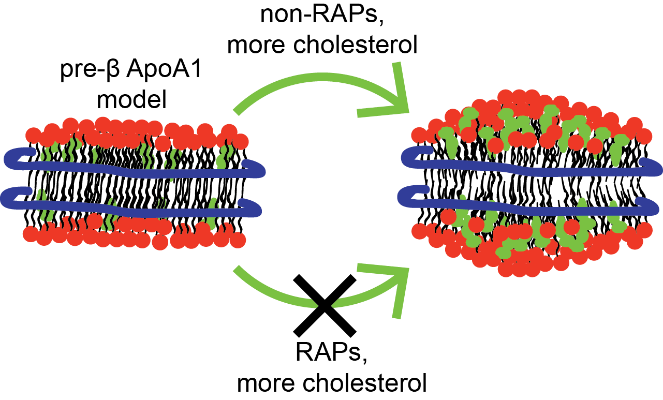 non-RAPs,
more cholesterol
pre-β ApoA1
model
RAPs,
more cholesterol